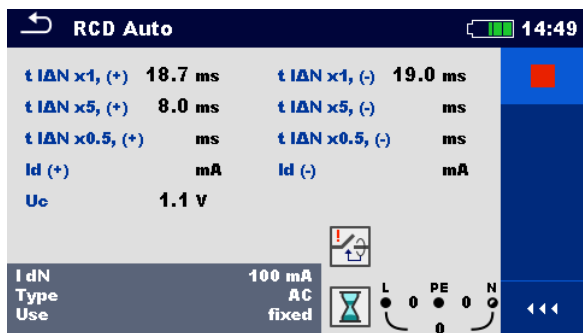 RCD Auto 14:49
t IΔN x1, (+) 18.7 ms t IΔN x1, (-) 19.0 ms
t IΔN x5, (+) 8.0 ms t IΔN x5, (-) ms
t IΔN x0.5, (+) ms t IΔN x0.5, (-) ms
Id (+) mA Id (-) mA
Uc 1.1 V
I dN 100 mA
Type AC
Use fixed
L PE N
0 0
0